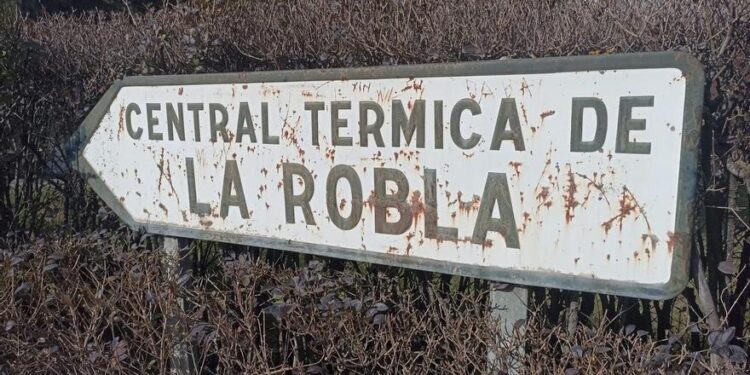 CENTRAL TERMICA DE
LA ROBLA